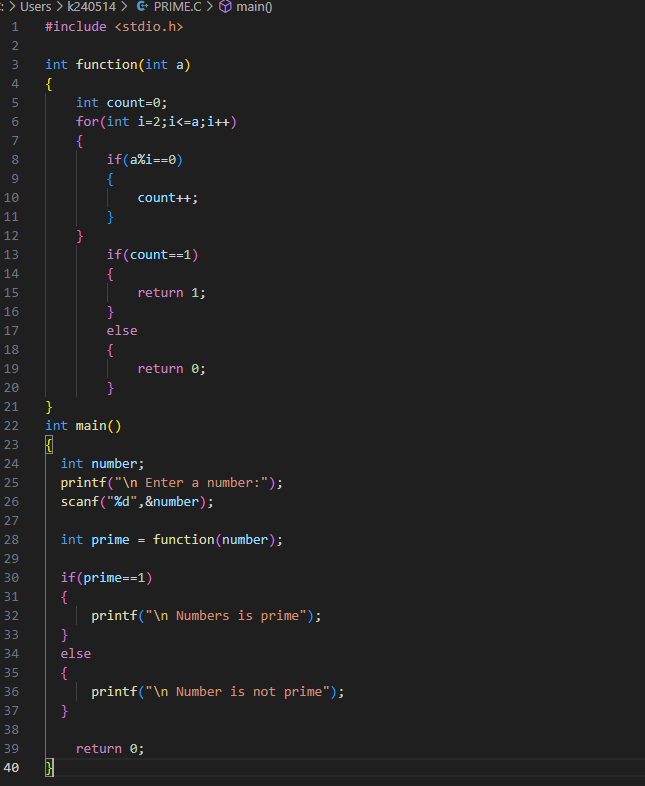 : > Users > k240514 > PRIME.C > main()
1 #include <stdio.h>
2
3 int function(int a)
4 {
5 int count=0;
6 for(int i=2;i<=a;i++)
7 {
8 if(a%i==0)
9 {
10 count++;
11 }
12 }
13 if(count==1)
14 {
15 return 1;
16 }
17 else
18 {
19 return 0;
20 }
21 }
22 int main()
23 {
24 int number;
25 printf("\n Enter a number:");
26 scanf("%d",&number);
27
28 int prime = function(number);
29
30 if(prime==1)
31 {
32 printf("\n Numbers is prime");
33 }
34 else
35 {
36 printf("\n Number is not prime");
37 }
38
39 return 0;
40 }